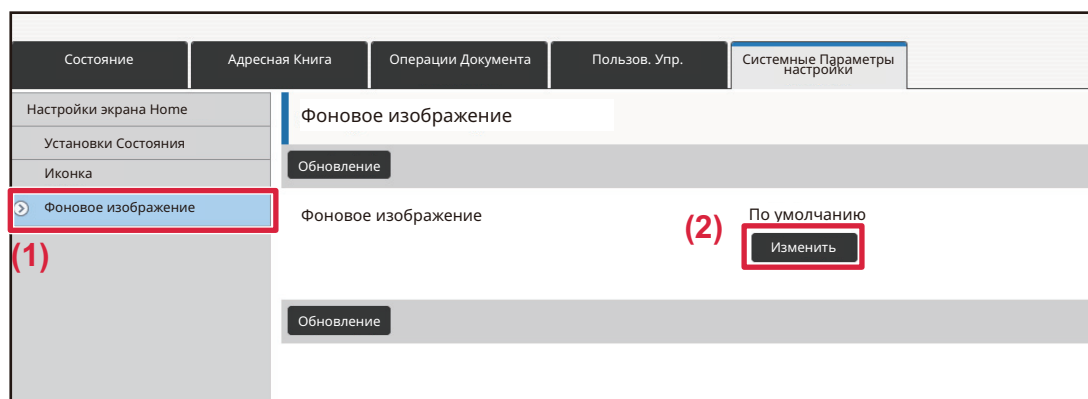 Состояние
Адресная Книга
Операции Документа
Пользов. Упр.
Системные Параметры
настройки
Настройки экрана Home
Установки Состояния
Иконка
Фоновое изображение
(1)
Фоновое изображение
Обновление
Фоновое изображение
По умолчанию
(2)
Изменить
Обновление